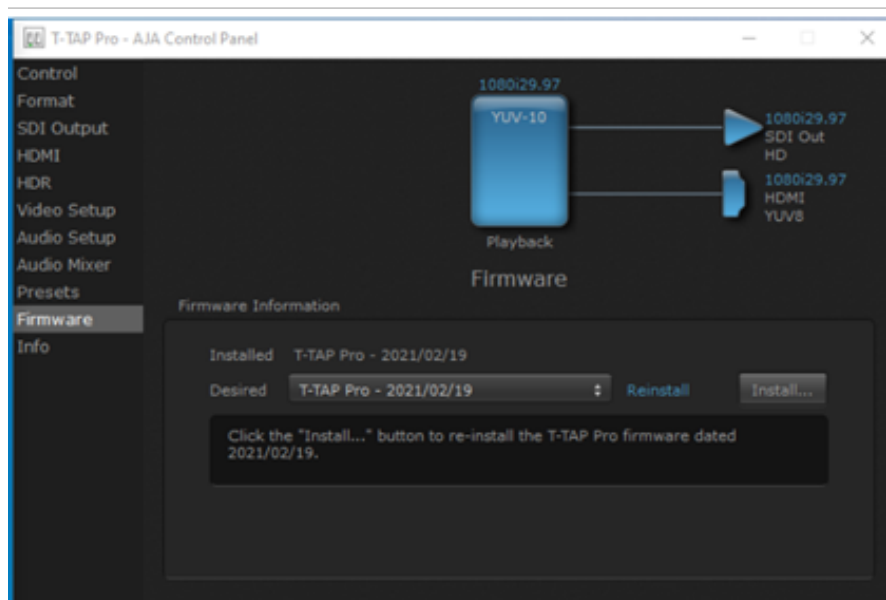 T-TAP Pro - AJA Control Panel
Control
Format
SDI Output
HDMI
HDR
Video Setup
Audio Setup
Audio Mixer
Presets
Firmware
Info
1080i29.97
YUV-10
Playback
1080i29.97
SDI Out
HD
1080i29.97
HDMI
YUV8
Firmware
Firmware Information
Installed T-TAP Pro - 2021/02/19
Desired T-TAP Pro - 2021/02/19 Reinstall Install...
Click the "Install..." button to re-install the T-TAP Pro firmware dated
2021/02/19.